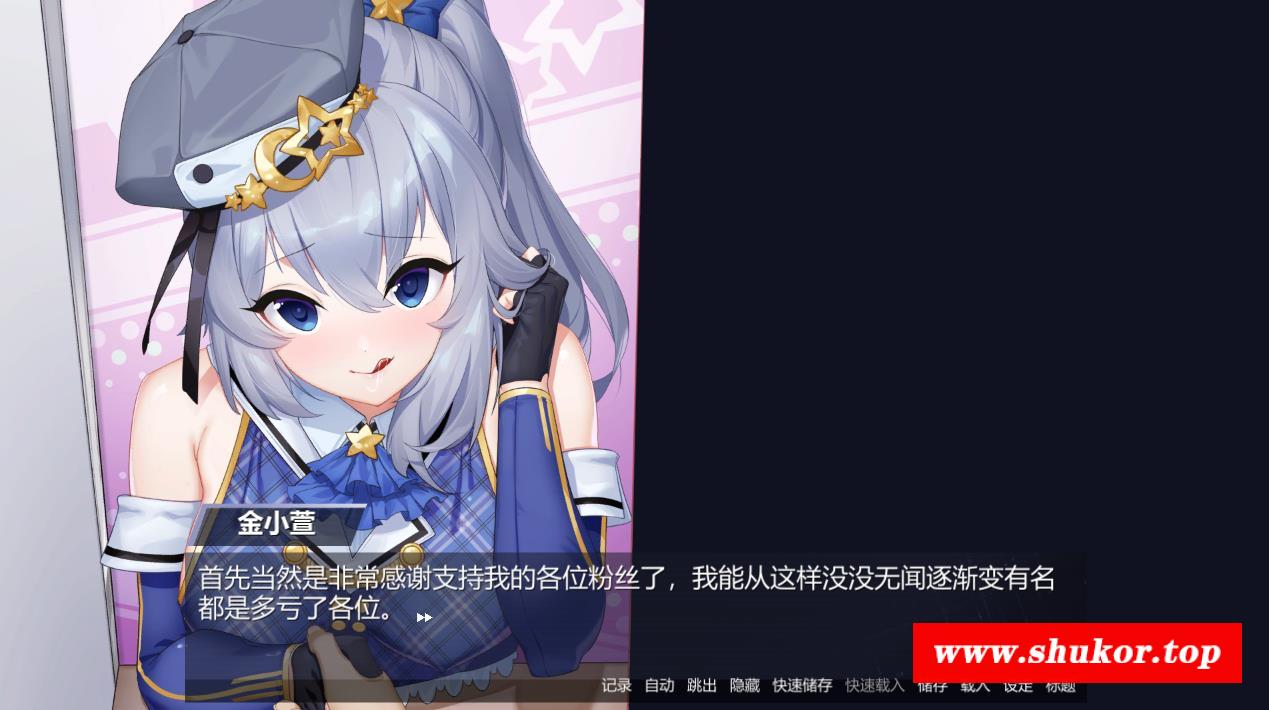 金小萱
首先当然是非常感谢支持我的各位粉丝了，我能从这样没没无闻逐渐变有名
都是多亏了各位。
www.shukor.top
记录 自动 跳出 隐藏 快速储存 快速载入 储存 载入 设定 标题